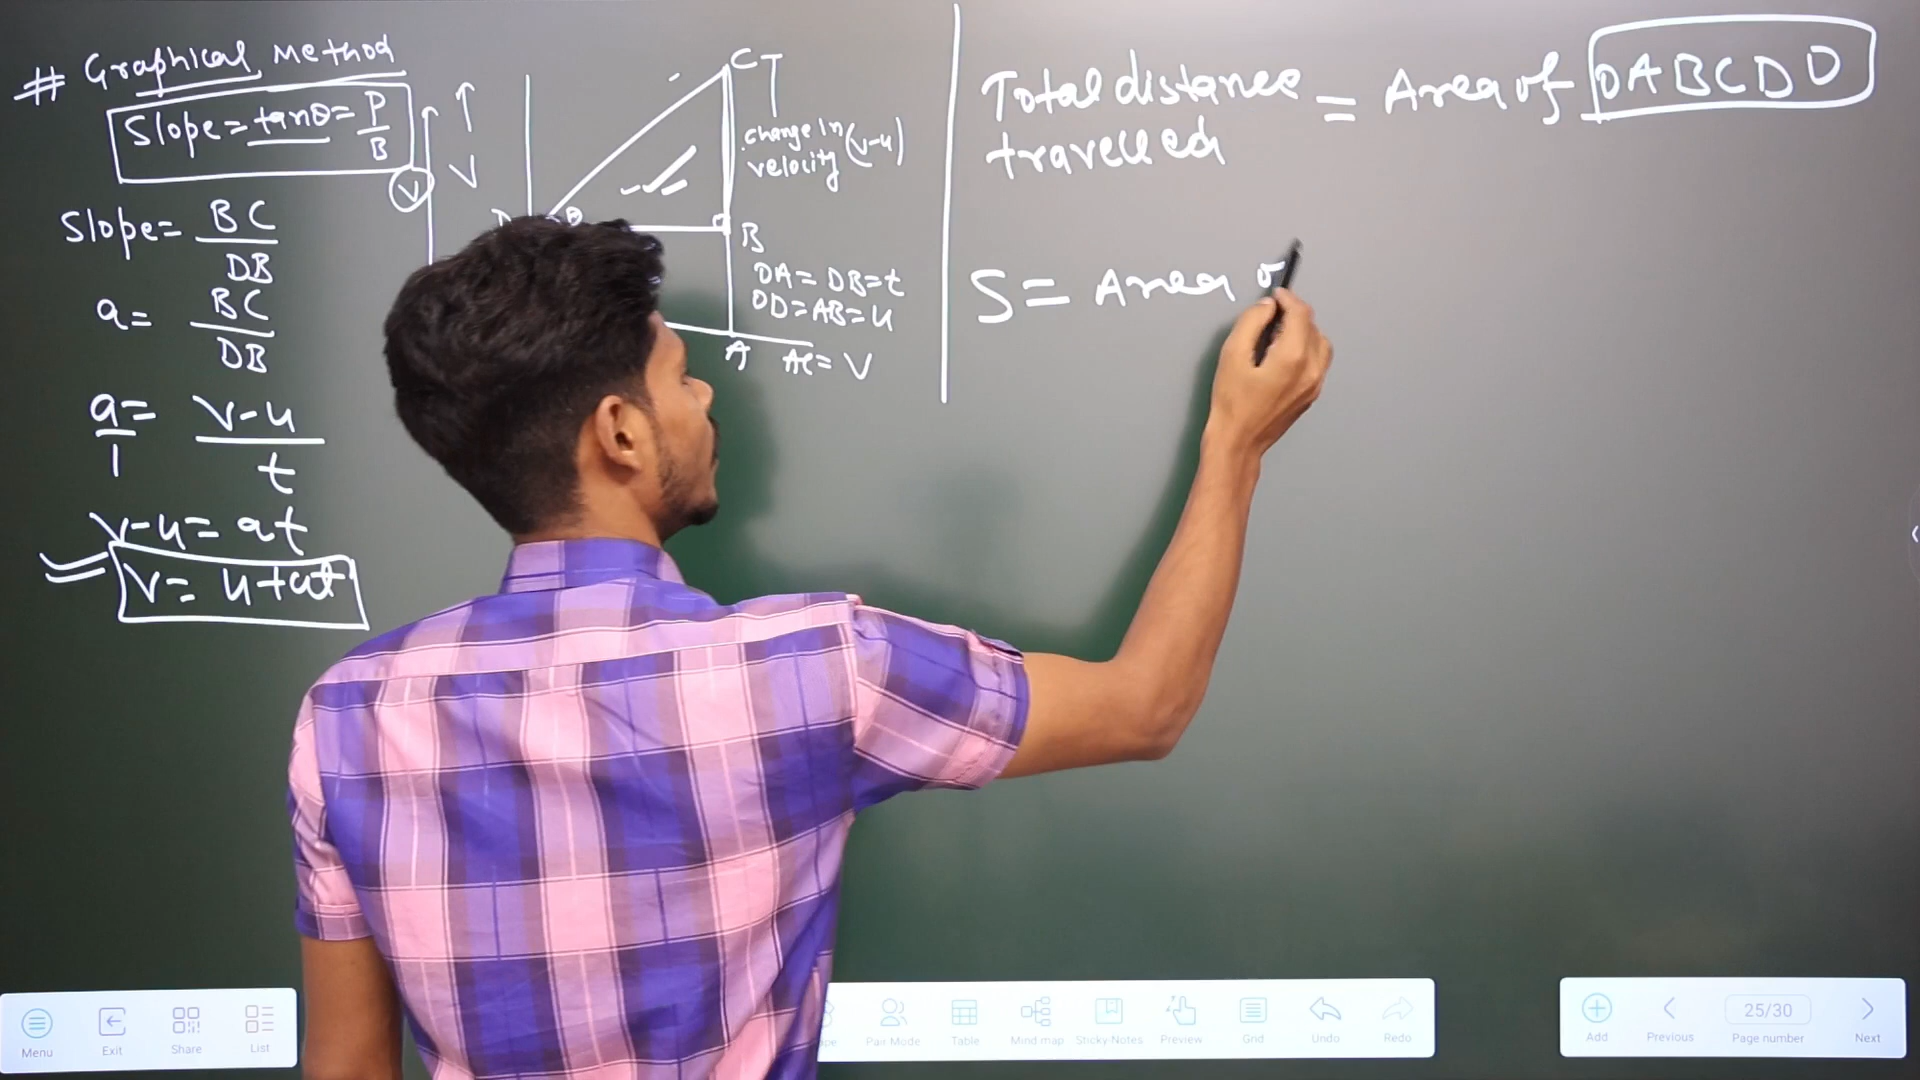 # Graphical Method
Slope = tanθ = P/B
Slope = BC/DB
a = BC/DB
a/1 = v-u/t
v-u = at
v = u+at
V
V
C
change in
velocity (v-u)
D
θ
B
OA = DB = t
OD = AB = u
A AC = V
Total distance
travelled = Area of OABCDO
S = Area o
Menu
Exit
Share
List
Pair Mode
Table
Mind map
Sticky Notes
Preview
Grid
Undo
Redo
Add
Previous
25/30
Page number
Next